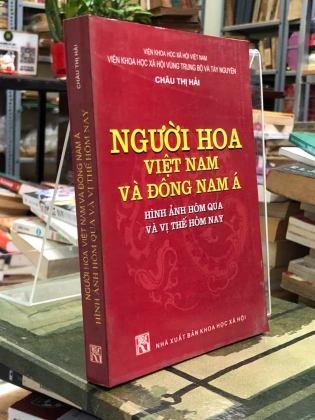 VIỆN KHOA HỌC XÃ HỘI VIỆT NAM
VIỆN KHOA HỌC XÃ HỘI VÙNG TRUNG BỘ VÀ TÂY NGUYÊN
CHÂU THỊ HẢI
NGƯỜI HOA
VIỆT NAM
VÀ ĐÔNG NAM Á
HÌNH ẢNH HÔM QUA
VÀ VỊ THẾ HÔM NAY
NHÀ XUẤT BẢN KHOA HỌC XÃ HỘI
CHÂU THỊ HẢI
NGƯỜI HOA VIỆT NAM VÀ ĐÔNG NAM Á
HÌNH ẢNH HÔM QUA VÀ VỊ THẾ HÔM NAY